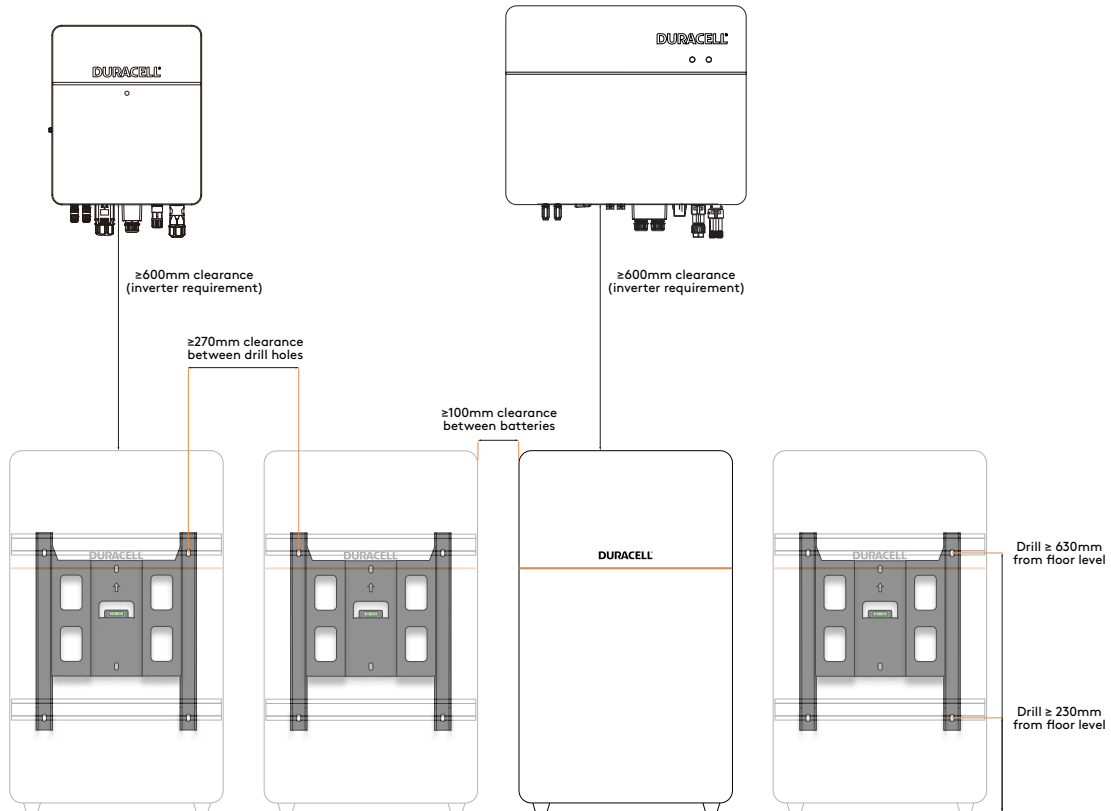 DURACELL
DURACELL
≥600mm clearance
(inverter requirement)
≥600mm clearance
(inverter requirement)
≥270mm clearance
between drill holes
≥100mm clearance
between batteries
DURACELL
DURACELL
DURACELL
DURACELL
Drill ≥ 630mm
from floor level
Drill ≥ 230mm
from floor level